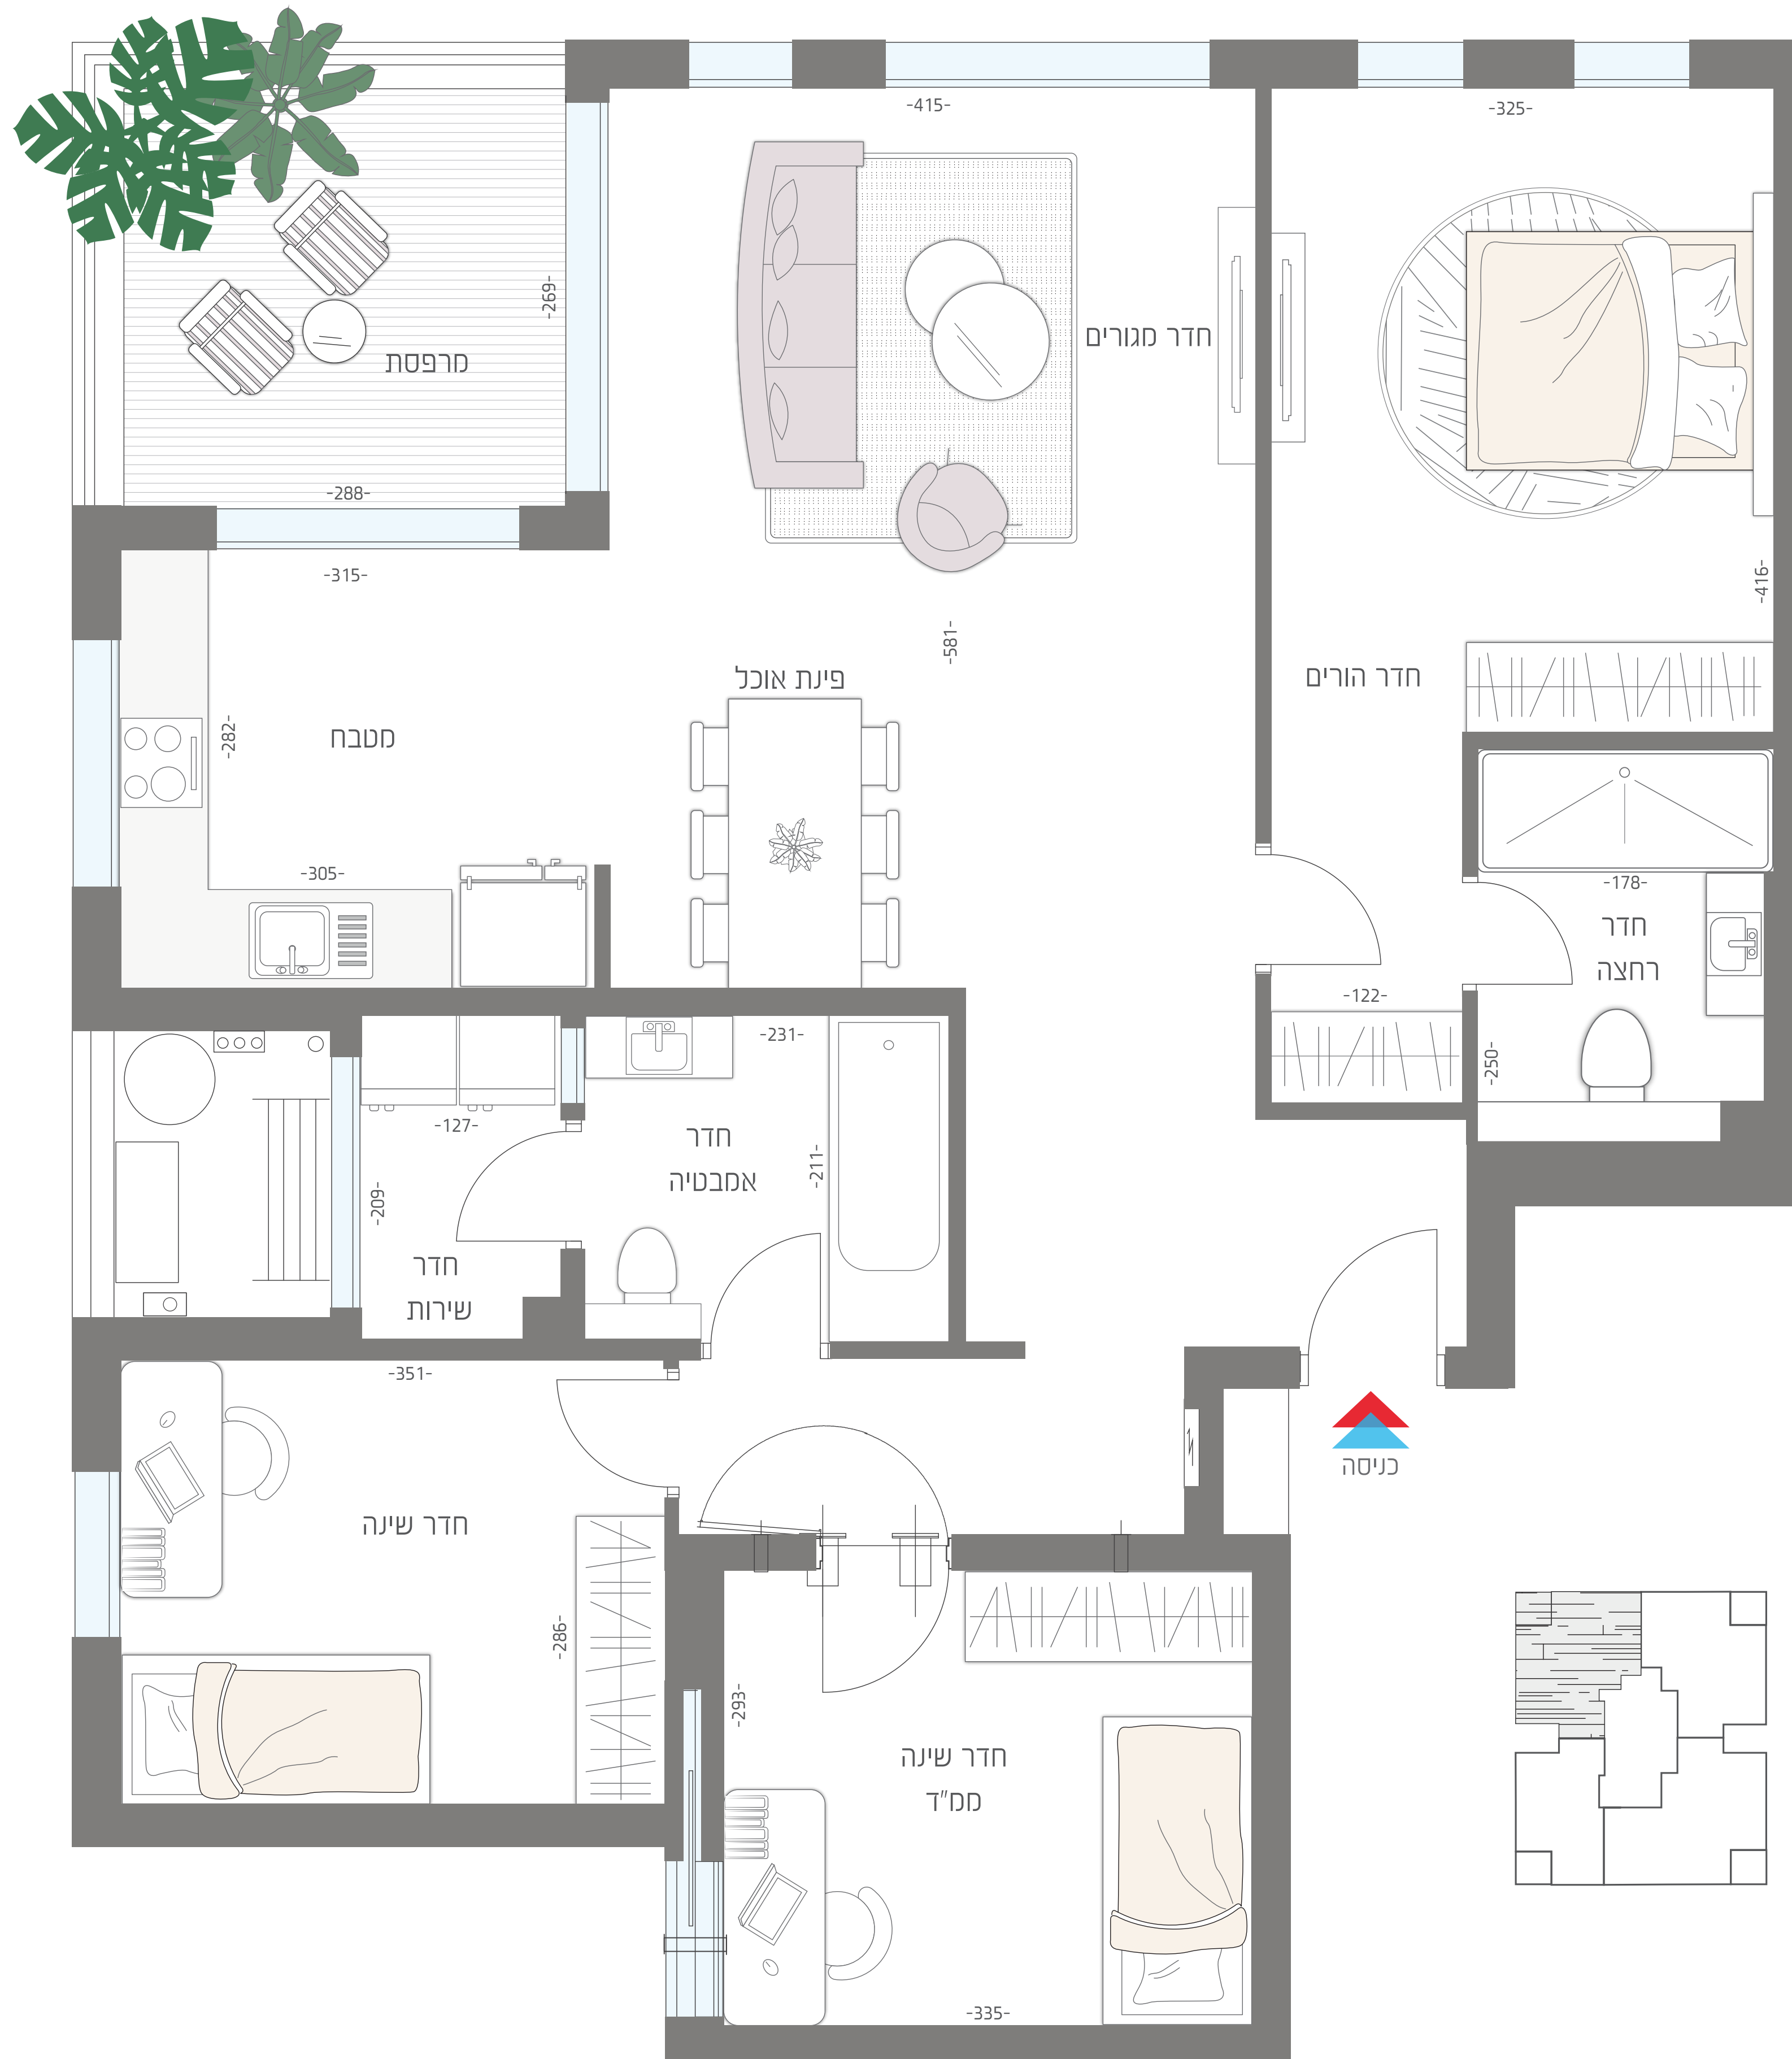 -415-
-325-
-269-
חדר מגורים
מרפסת
-288-
-315-
-416-
-581-
חדר הורים
פינת אוכל
-282-
מטבח
-305-
-178-
חדר
רחצה
-122-
-250-
-231-
-127-
חדר
אמבטיה
-211-
-209-
חדר
שירות
-351-
כניסה
חדר שינה
-286-
-293-
חדר שינה
ממ"ד
-335-